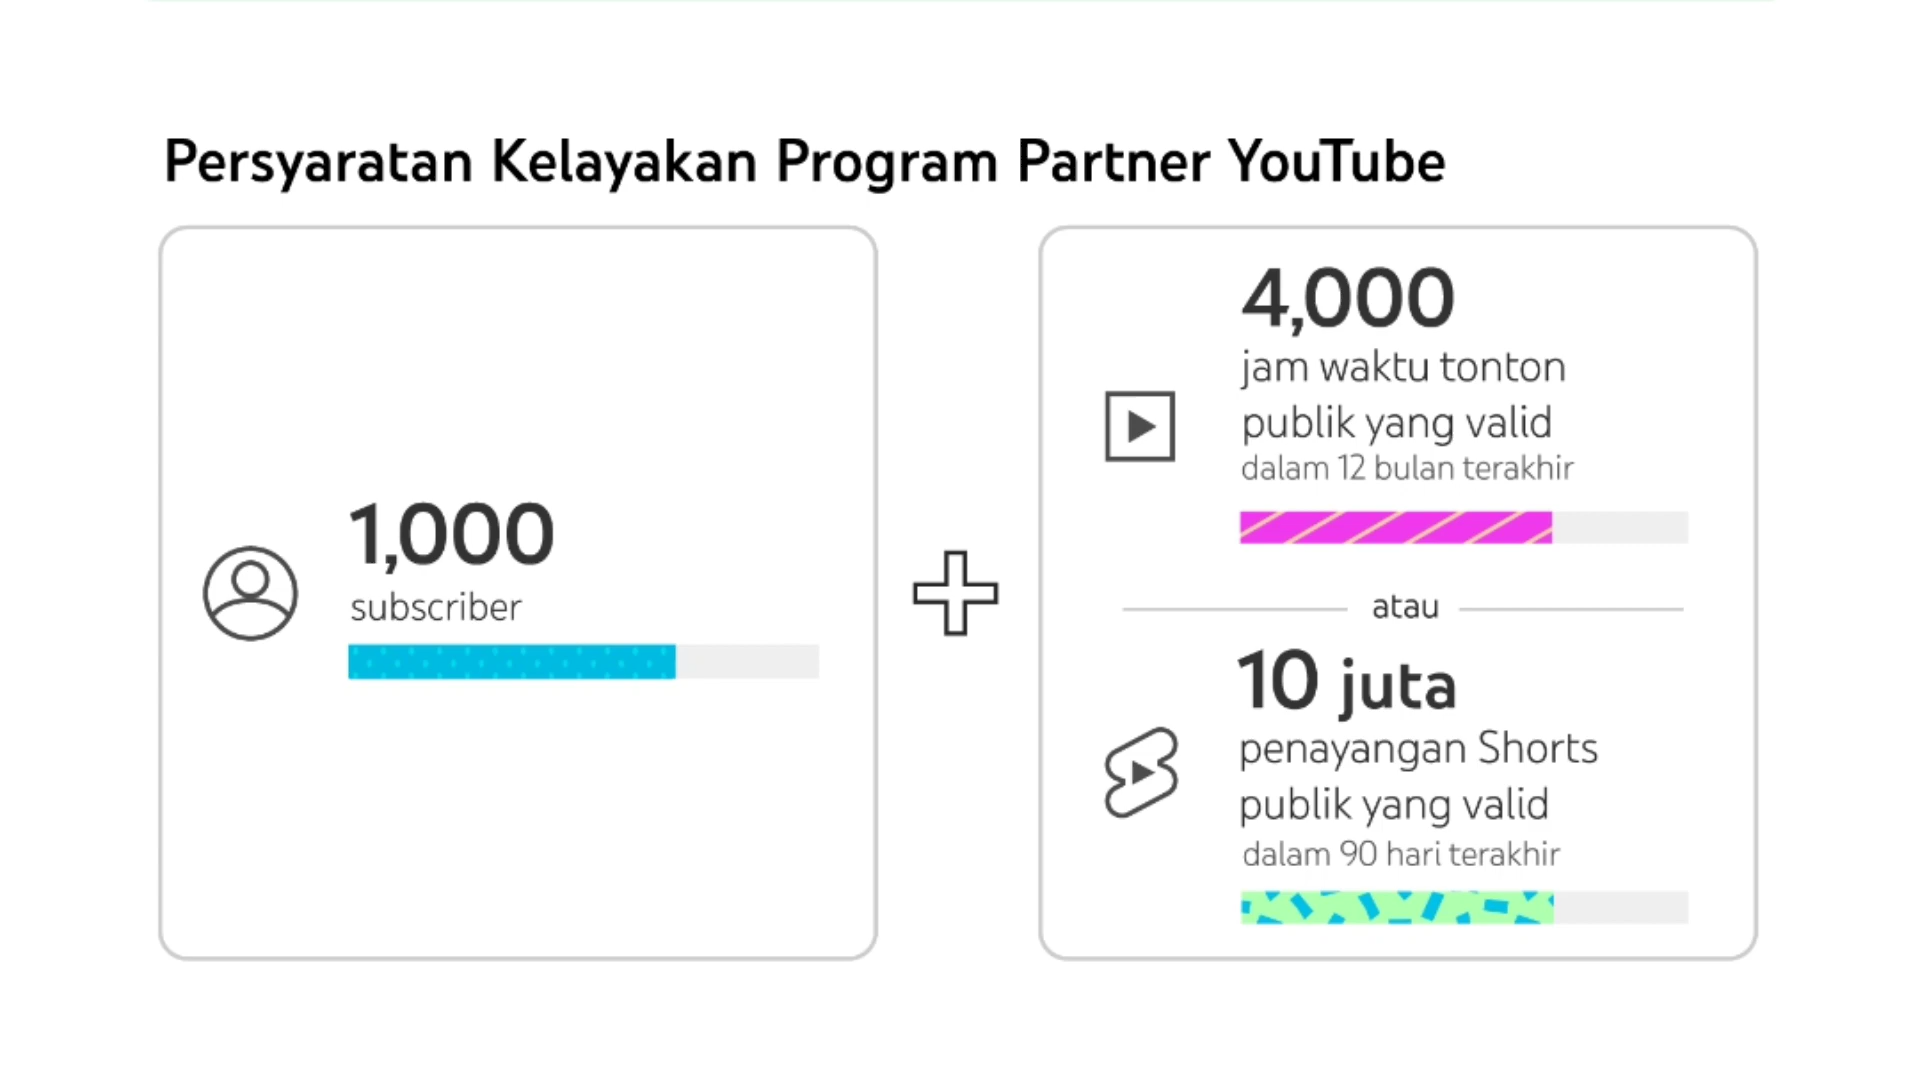 Persyaratan Kelayakan Program Partner YouTube
1,000
subscriber
4,000
jam waktu tonton
publik yang valid
dalam 12 bulan terakhir
atau
10 juta
penayangan Shorts
publik yang valid
dalam 90 hari terakhir